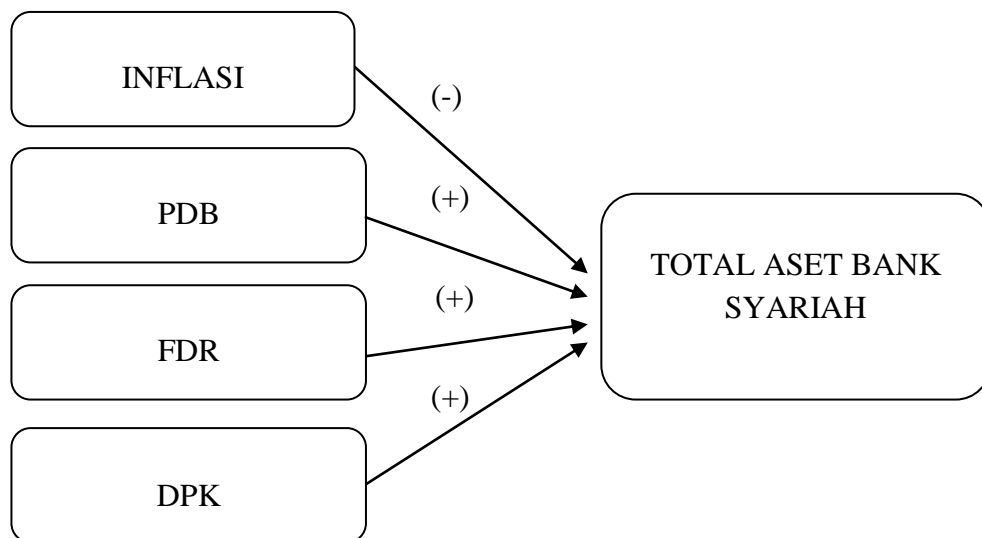 INFLASI
(-)
PDB
(+)
TOTAL ASET BANK
SYARIAH
FDR
(+)
DPK
(+)